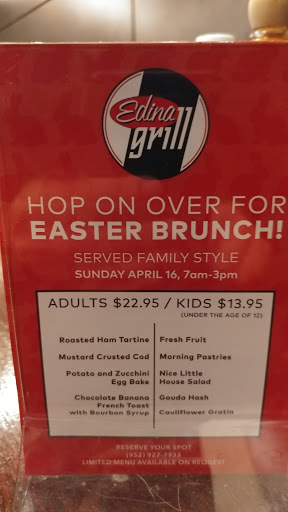 Edina
grill
HOP ON OVER FOR
EASTER BRUNCH!
SERVED FAMILY STYLE
SUNDAY APRIL 16, 7am-3pm
ADULTS $22.95 / KIDS $13.95
(UNDER THE AGE OF 12)
Roasted Ham Tartine
Mustard Crusted Cod
Potato and Zucchini
Egg Bake
Chocolate Banana
French Toast
with Bourbon Syrup
Fresh Fruit
Morning Pastries
Nice Little
House Salad
Gouda Hash
Cauliflower Gratin
RESERVE YOUR SPOT
(952) 927-7933
LIMITED MENU AVAILABLE ON REQUEST